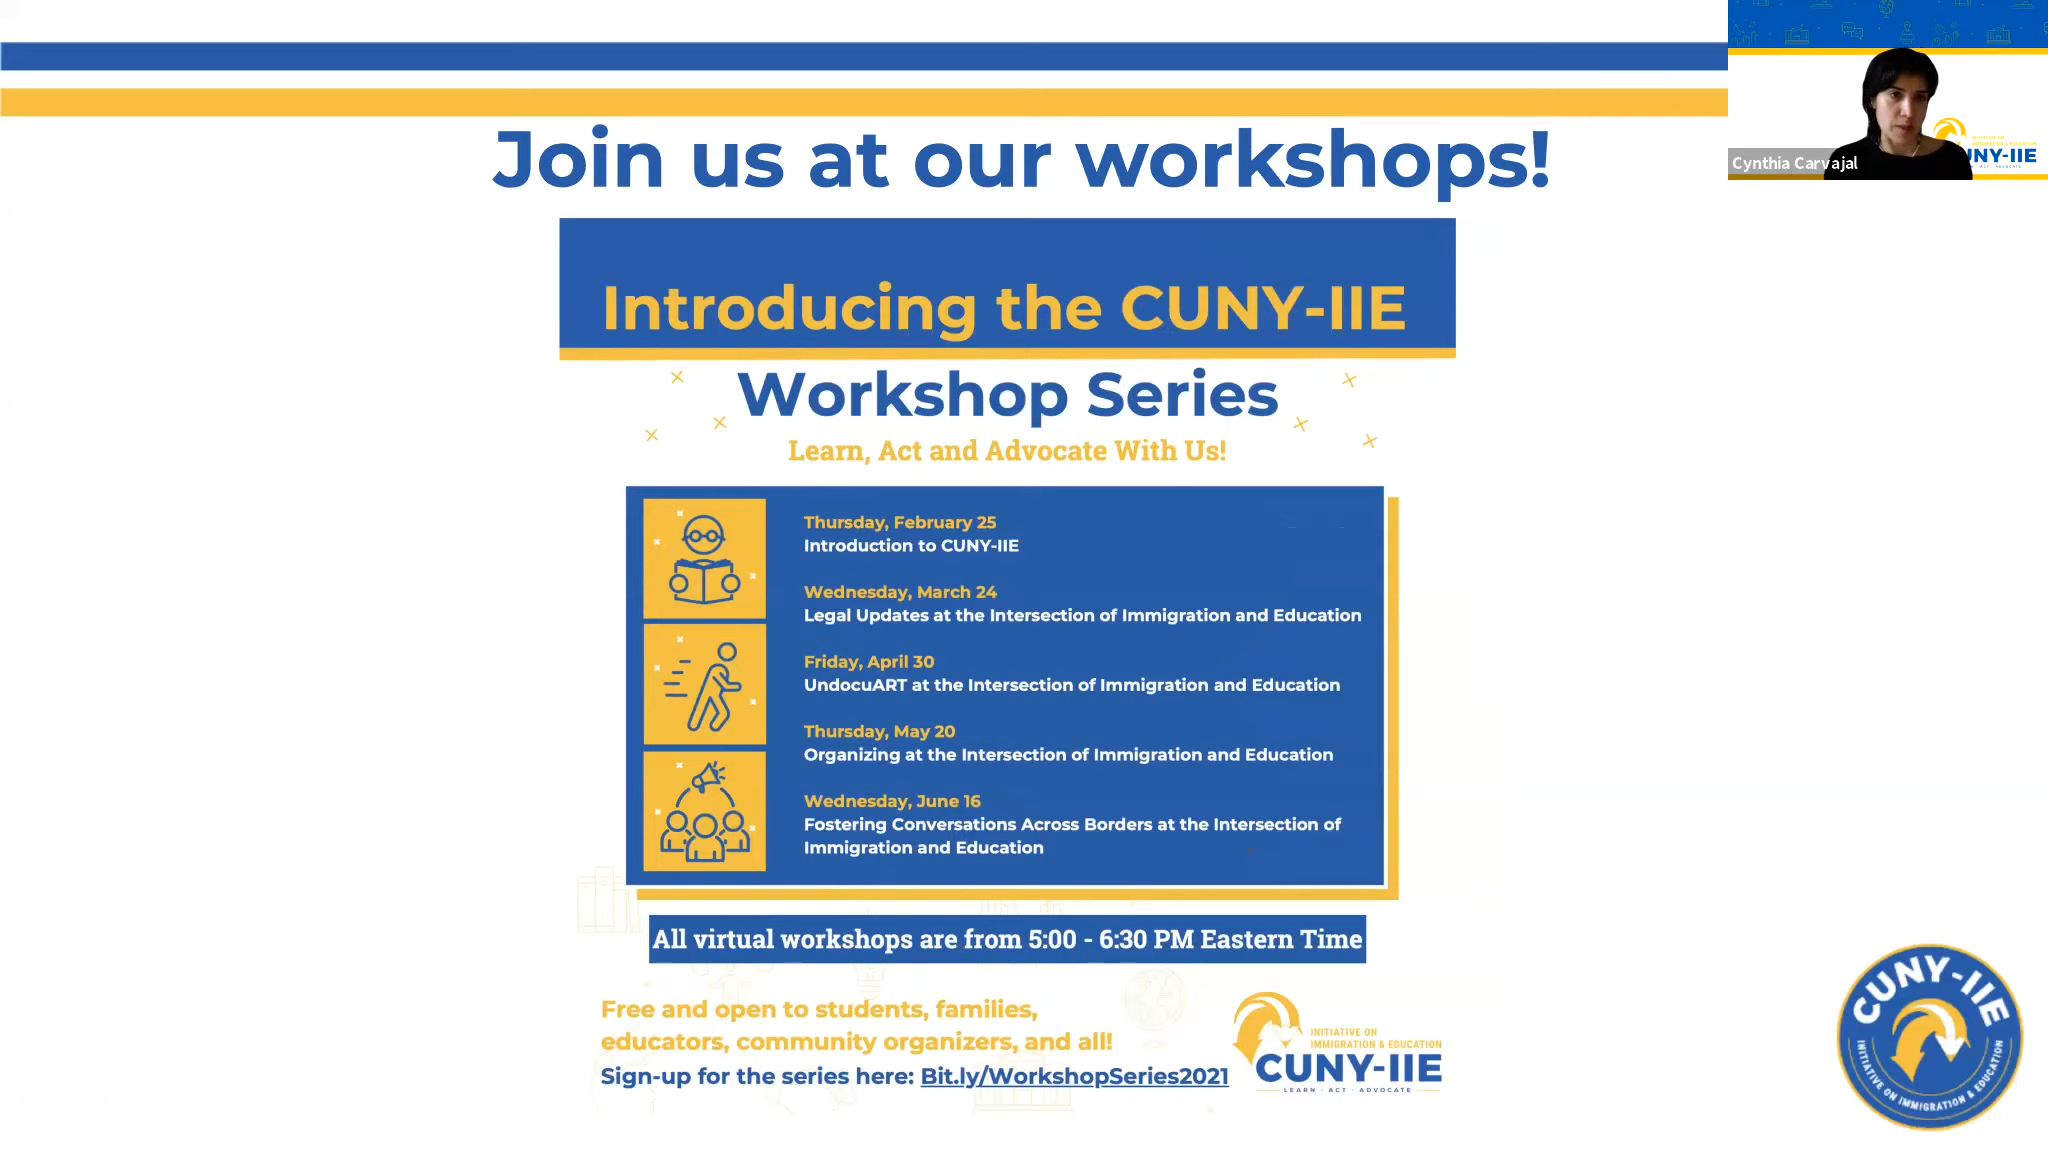 Join us at our workshops!
Introducing the CUNY-IIE
Workshop Series
Learn, Act and Advocate With Us!
Thursday, February 25
Introduction to CUNY-IIE
Wednesday, March 24
Legal Updates at the Intersection of Immigration and Education
Friday, April 30
UndocuART at the Intersection of Immigration and Education
Thursday, May 20
Organizing at the Intersection of Immigration and Education
Wednesday, June 16
Fostering Conversations Across Borders at the Intersection of
Immigration and Education
All virtual workshops are from 5:00 - 6:30 PM Eastern Time
Free and open to students, families,
educators, community organizers, and all!
Sign-up for the series here: Bit.ly/WorkshopSeries2021
INITIATIVE ON
IMMIGRATION & EDUCATION
CUNY-IIE
LEARN · ACT · ADVOCATE
CUNY-IIE
INITIATIVE ON IMMIGRATION & EDUCATION
Cynthia Carvajal
INITIATIVE ON
IMMIGRATION & EDUCATION
UNY-IIE